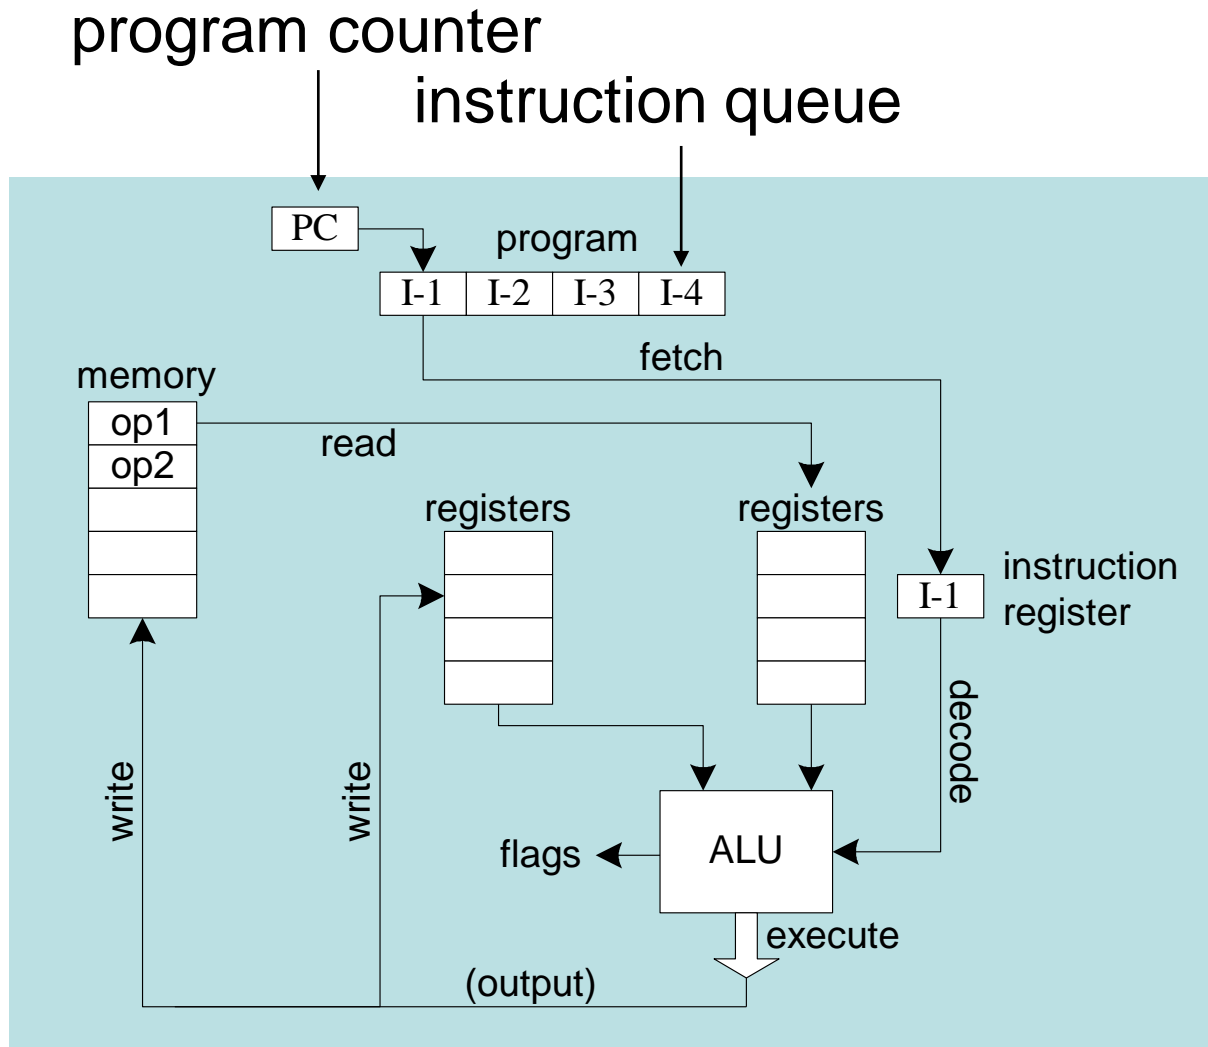 program counter
instruction queue
PC
program
I-1 I-2 I-3 I-4
fetch
memory
op1
read
op2
registers
registers
instruction
register
I-1
decode
write
write
flags
ALU
execute
(output)